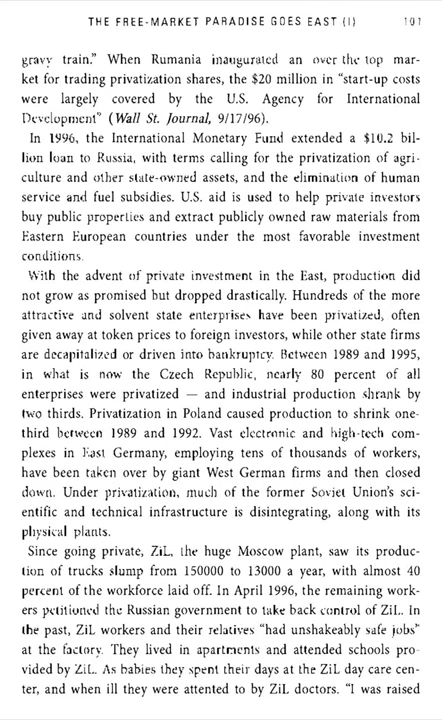 THE FREE-MARKET PARADISE GOES EAST (I) 101
gravy train.” When Rumania inaugurated an over the top mar-
ket for trading privatization shares, the $20 million in “start-up costs
were largely covered by the U.S. Agency for International
Development” (Wall St. Journal, 9/17/96).
In 1996, the International Monetary Fund extended a $10.2 bil-
lion loan to Russia, with terms calling for the privatization of agri-
culture and other state-owned assets, and the elimination of human
service and fuel subsidies. U.S. aid is used to help private investors
buy public properties and extract publicly owned raw materials from
Eastern European countries under the most favorable investment
conditions.
With the advent of private investment in the East, production did
not grow as promised but dropped drastically. Hundreds of the more
attractive and solvent state enterprises have been privatized, often
given away at token prices to foreign investors, while other state firms
are decapitalized or driven into bankruptcy. Between 1989 and 1995,
in what is now the Czech Republic, nearly 80 percent of all
enterprises were privatized — and industrial production shrank by
two thirds. Privatization in Poland caused production to shrink one-
third between 1989 and 1992. Vast electronic and high-tech com-
plexes in East Germany, employing tens of thousands of workers,
have been taken over by giant West German firms and then closed
down. Under privatization, much of the former Soviet Union’s sci-
entific and technical infrastructure is disintegrating, along with its
physical plants.
Since going private, ZiL, the huge Moscow plant, saw its produc-
tion of trucks slump from 150000 to 13000 a year, with almost 40
percent of the workforce laid off. In April 1996, the remaining work-
ers petitioned the Russian government to take back control of ZiL. In
the past, ZiL workers and their relatives “had unshakeably safe jobs”
at the factory. They lived in apartments and attended schools pro-
vided by ZiL. As babies they spent their days at the ZiL day care cen-
ter, and when ill they were attented to by ZiL doctors. “I was raised